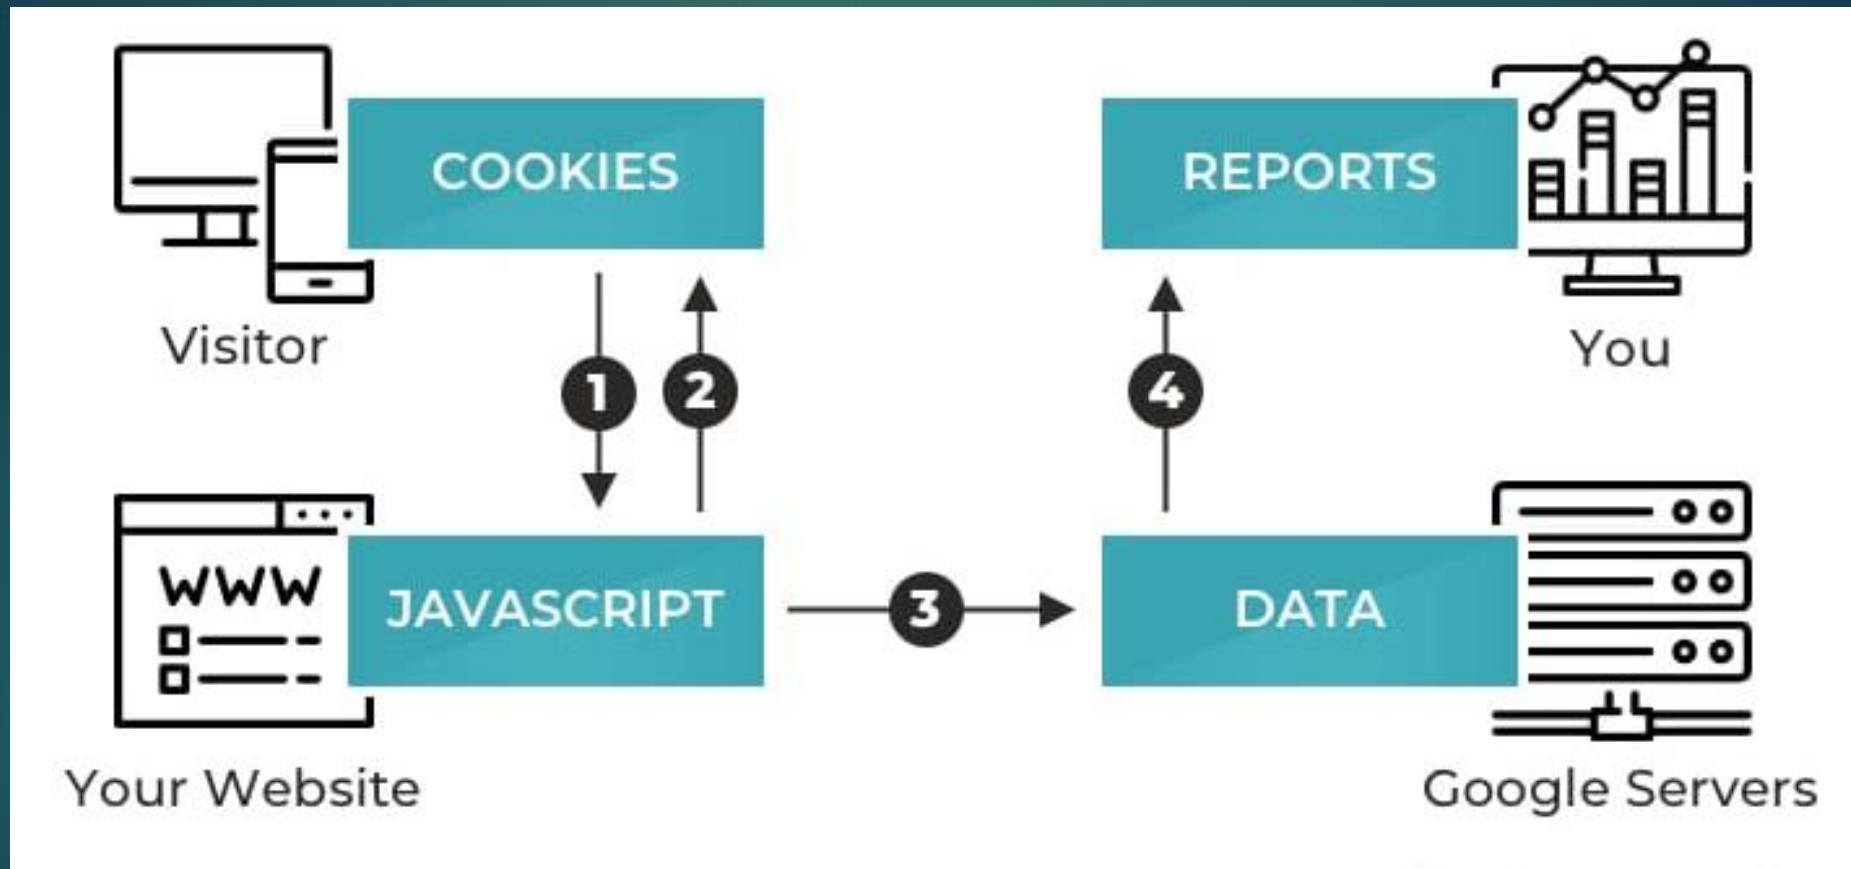 COOKIES
REPORTS
Visitor
You
1
2
4
WWW
JAVASCRIPT
3
DATA
Your Website
Google Servers